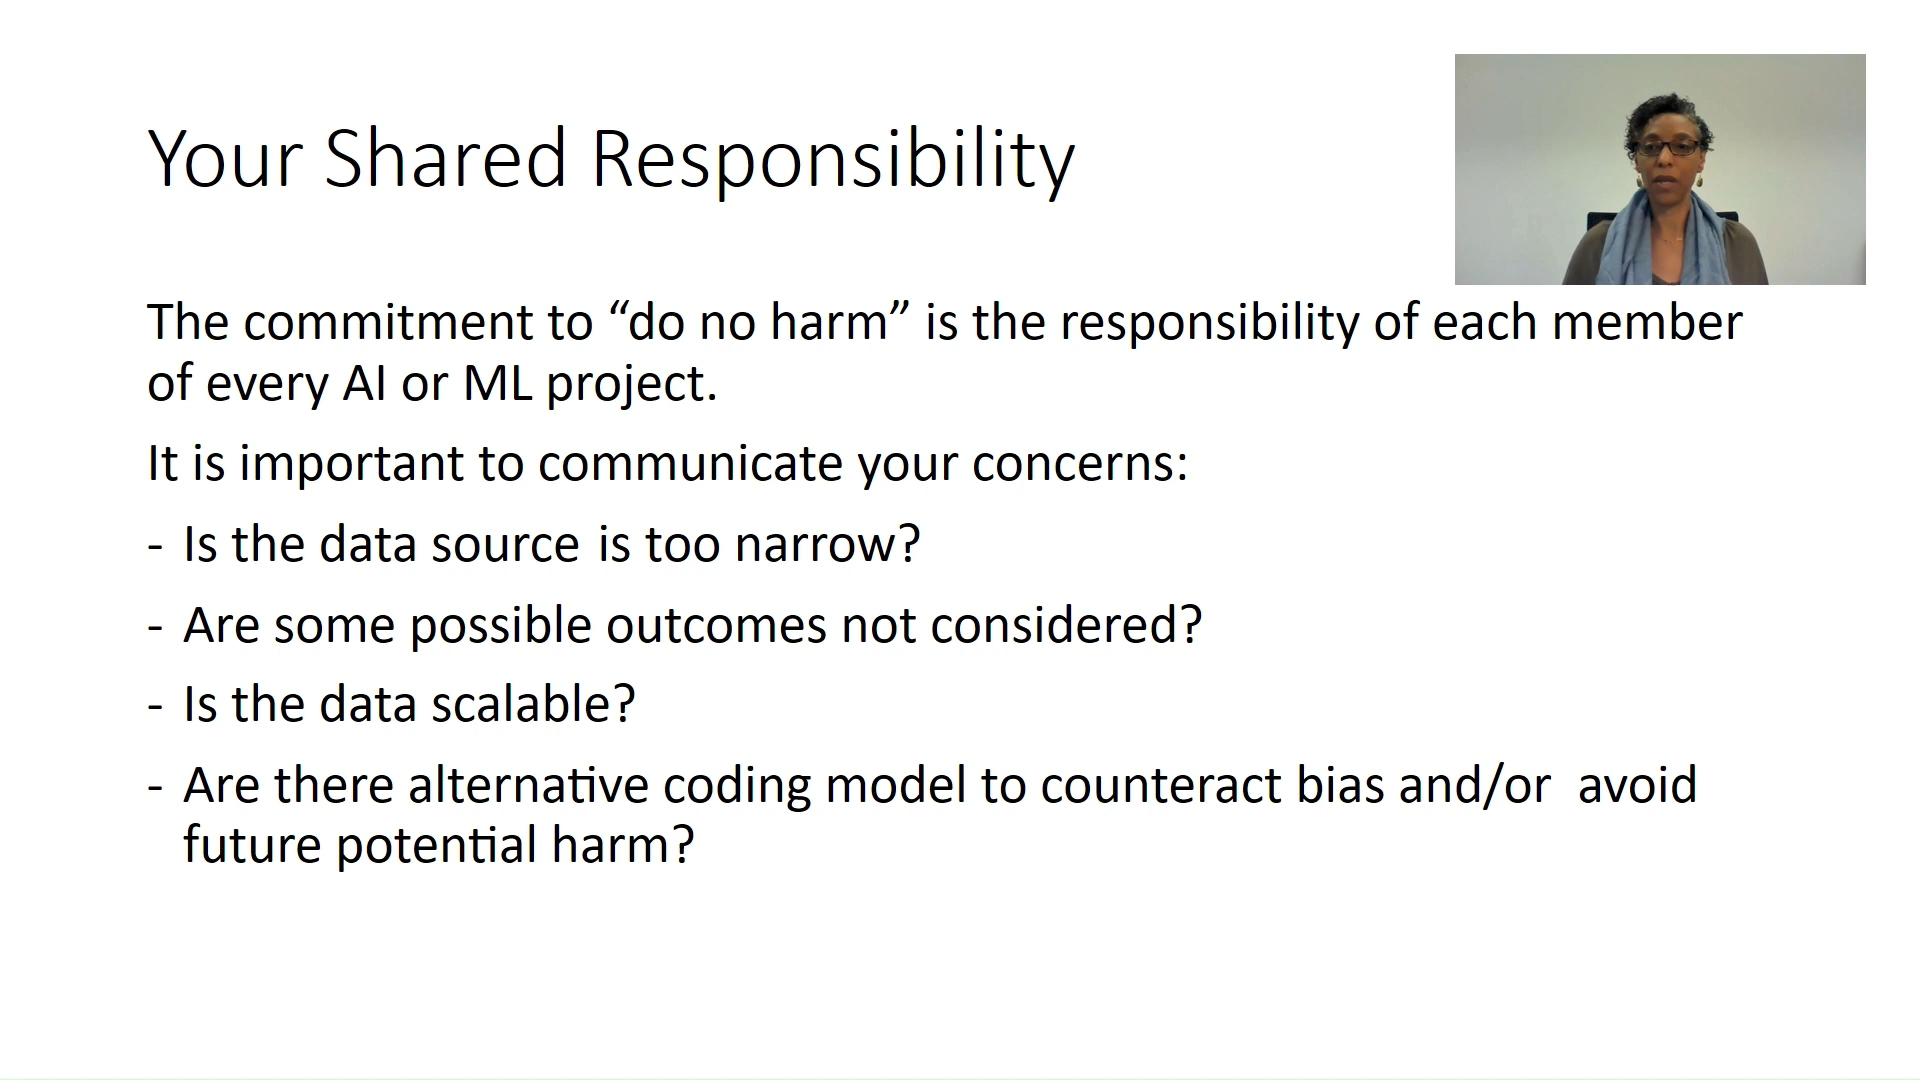 Your Shared Responsibility
The commitment to “do no harm” is the responsibility of each member
of every AI or ML project.
It is important to communicate your concerns:
- Is the data source is too narrow?
- Are some possible outcomes not considered?
- Is the data scalable?
- Are there alternative coding model to counteract bias and/or  avoid
future potential harm?